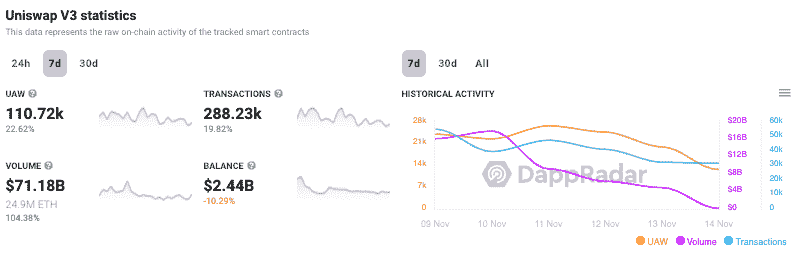 Uniswap V3 statistics
This data represents the raw on-chain activity of the tracked smart contracts
24h 7d 30d
UAW ?
110.72k
22.62%
TRANSACTIONS ?
288.23k
19.82%
VOLUME ?
$71.18B
24.9M ETH
104.38%
BALANCE ?
$2.44B
-10.29%
7d 30d All
HISTORICAL ACTIVITY
28k $20B 60k
$16B 50k
21k 40k
$12B
14k 30k
$8B
7k 20k
$4B 10k
0 $0 0
DappRadar
09 Nov 10 Nov 11 Nov 12 Nov 13 Nov 14 Nov
UAW Volume Transactions